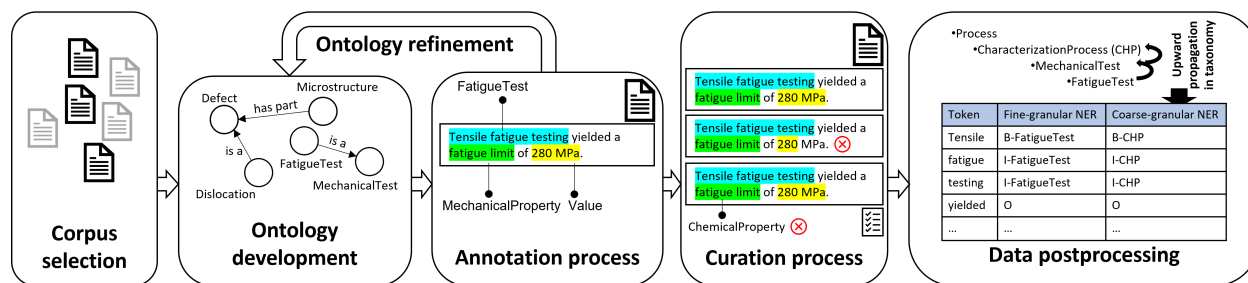 Corpus
selection
Ontology refinement
Microstructure
Defect
has part
is a
is a
FatigueTest
Dislocation
MechanicalTest
Ontology
development
FatigueTest
Tensile fatigue testing yielded a
fatigue limit of 280 MPa.
MechanicalProperty
Value
Annotation process
Tensile fatigue testing yielded a
fatigue limit of 280 MPa.
Tensile fatigue testing yielded a
fatigue limit of 280 MPa.
Tensile fatigue testing yielded a
fatigue limit of 280 MPa.
ChemicalProperty
Curation process
•Process
•CharacterizationProcess (CHP)
•MechanicalTest
•FatigueTest
Upward
propagation
in taxonomy
Token Fine-granular NER Coarse-granular NER
Tensile B-FatigueTest B-CHP
fatigue I-FatigueTest I-CHP
testing I-FatigueTest I-CHP
yielded O O
... ... ...
Data postprocessing